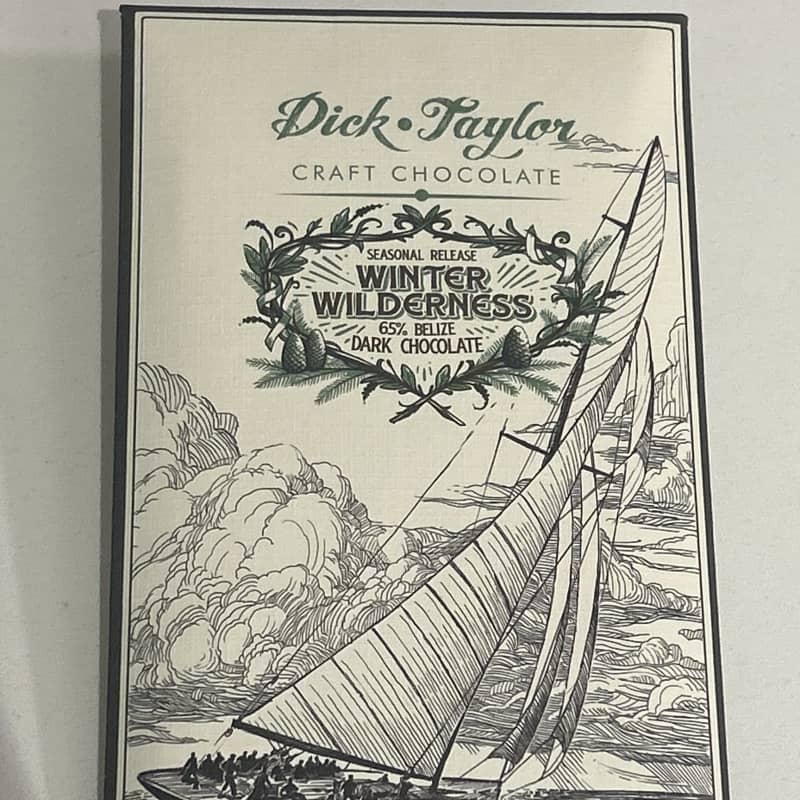 Dick • Taylor
CRAFT CHOCOLATE
SEASONAL RELEASE
WINTER
WILDERNESS
65% BELIZE
DARK CHOCOLATE